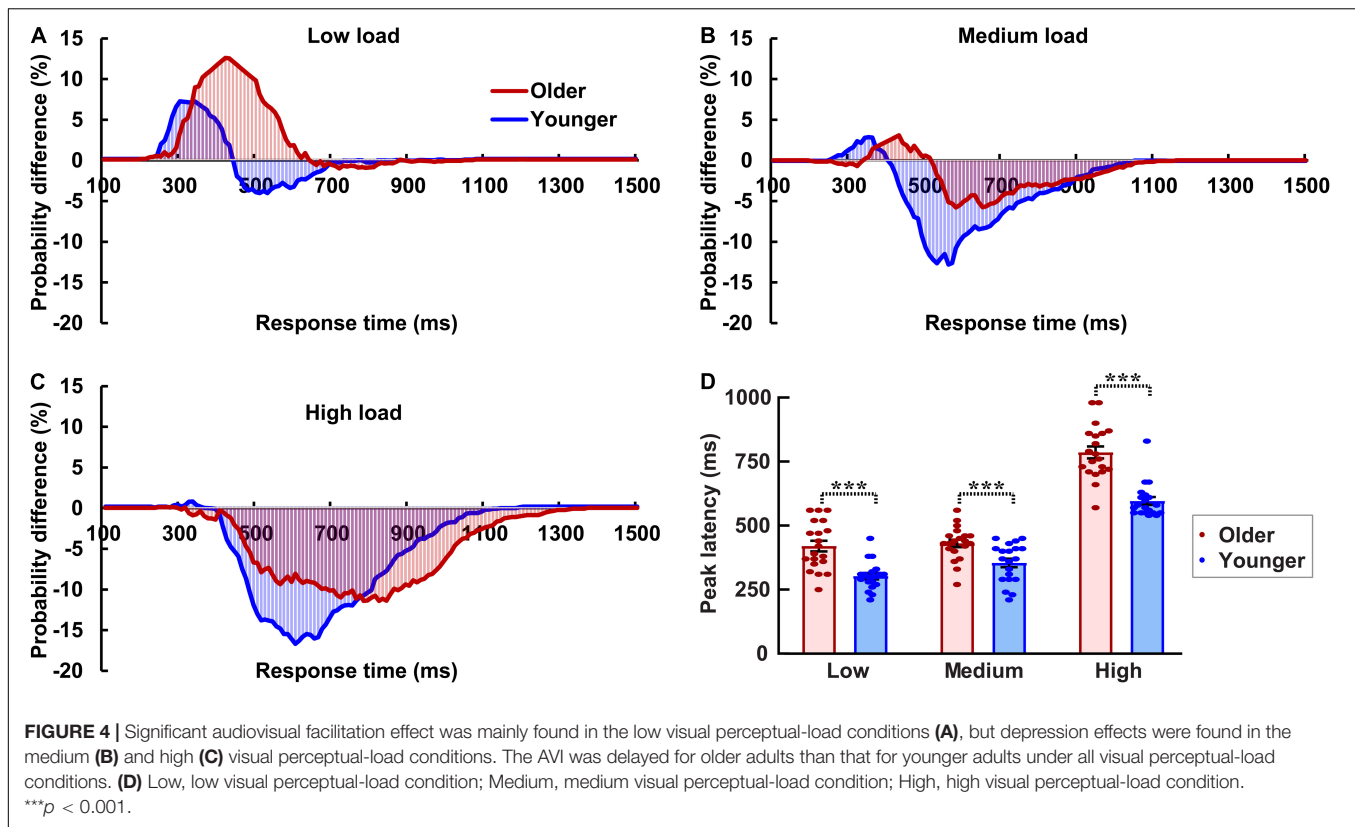 A
Low load
15
10
5
0
-5
-10
-15
-20
Probability difference (%)
100 300 500 700 900 1100 1300 1500
Response time (ms)
Older
Younger
B
Medium load
15
10
5
0
-5
-10
-15
-20
Probability difference (%)
100 300 500 700 900 1100 1300 1500
Response time (ms)
C
High load
15
10
5
0
-5
-10
-15
-20
Probability difference (%)
100 300 500 700 900 1100 1300 1500
Response time (ms)
D
1000
750
500
250
0
Peak latency (ms)
***
***
***
Low Medium High
Older
Younger
FIGURE 4 | Significant audiovisual facilitation effect was mainly found in the low visual perceptual-load conditions (A), but depression effects were found in the
medium (B) and high (C) visual perceptual-load conditions. The AVI was delayed for older adults than that for younger adults under all visual perceptual-load
conditions. (D) Low, low visual perceptual-load condition; Medium, medium visual perceptual-load condition; High, high visual perceptual-load condition.
***p < 0.001.